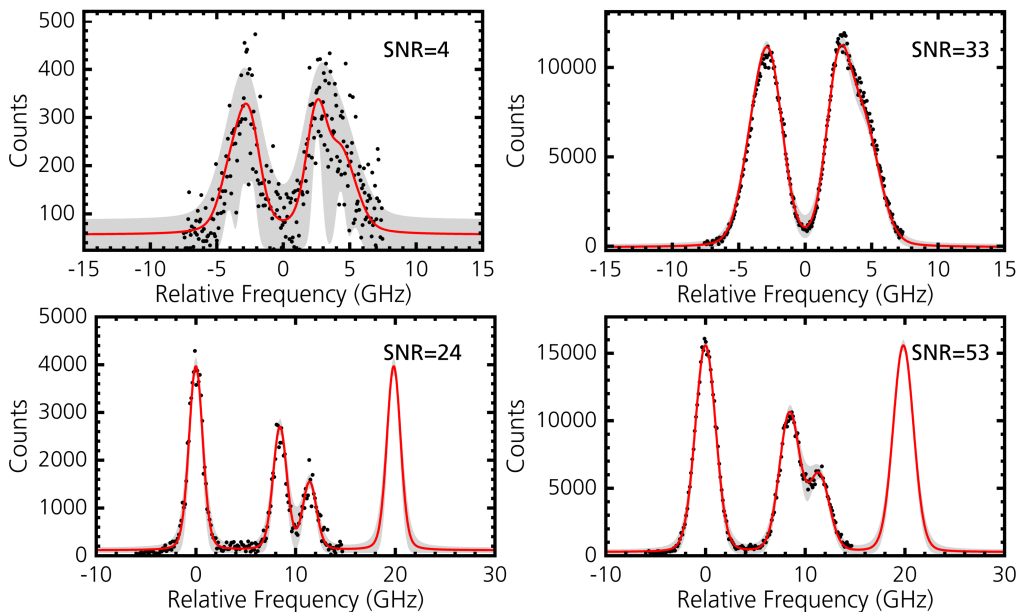 SNR=4
Counts
500
400
300
200
100
-15 -10 -5 0 5 10 15
Relative Frequency (GHz)
SNR=33
Counts
10000
5000
0
-15 -10 -5 0 5 10 15
Relative Frequency (GHz)
SNR=24
Counts
5000
4000
3000
2000
1000
0
-10 0 10 20 30
Relative Frequency (GHz)
SNR=53
Counts
15000
10000
5000
0
-10 0 10 20 30
Relative Frequency (GHz)